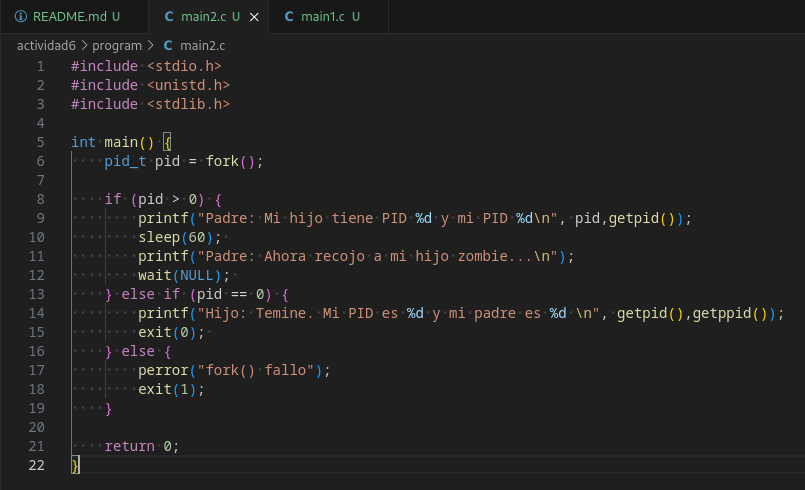 README.md U
C main2.c U
C main1.c U
actividad6 > program > C main2.c
1 #include <stdio.h>
2 #include <unistd.h>
3 #include <stdlib.h>
4
5 int main() {
6     pid_t pid = fork();
7
8     if (pid > 0) {
9         printf("Padre: Mi hijo tiene PID %d y mi PID %d\n", pid,getpid());
10         sleep(60);
11         printf("Padre: Ahora recojo a mi hijo zombie...\n");
12         wait(NULL);
13     } else if (pid == 0) {
14         printf("Hijo: Temine. Mi PID es %d y mi padre es %d \n", getpid(),getppid());
15         exit(0);
16     } else {
17         perror("fork() fallo");
18         exit(1);
19     }
20
21     return 0;
22 }